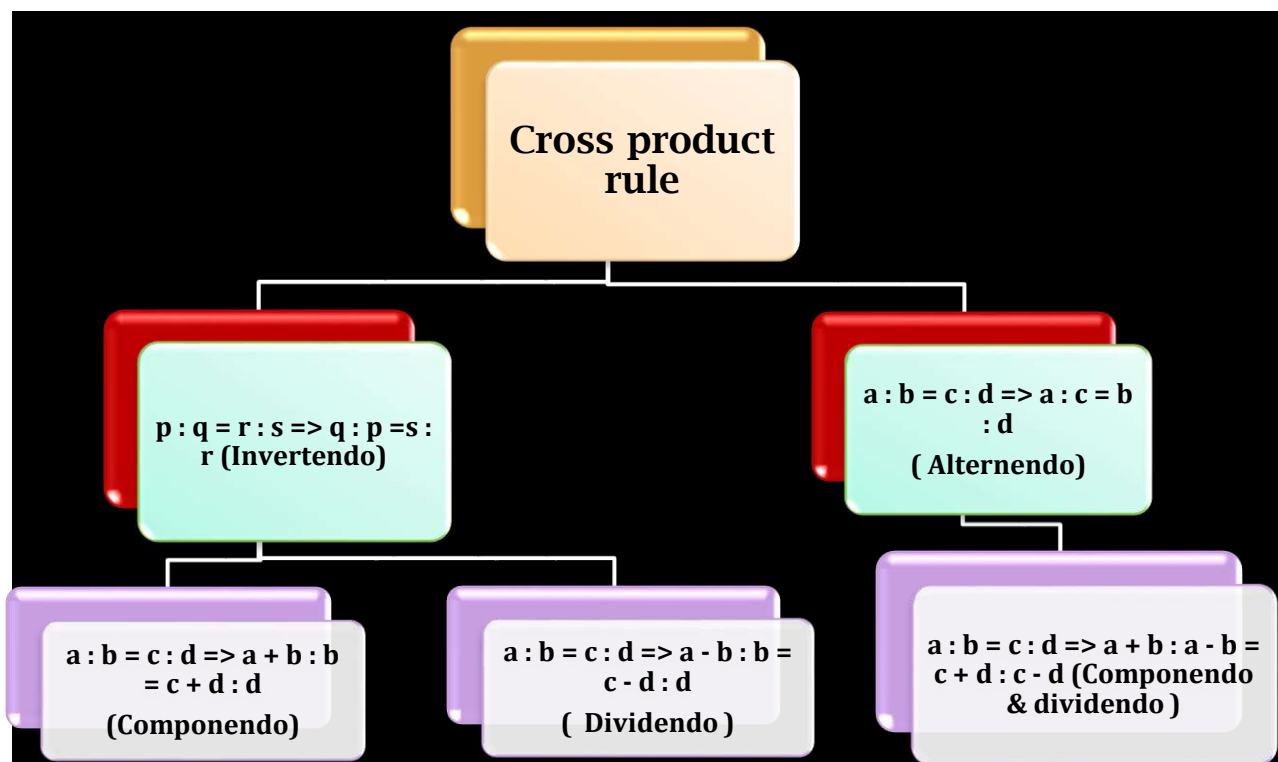 Cross product
rule
p : q = r : s => q : p =s :
r (Invertendo)
a : b = c : d => a : c = b
: d
( Alternendo)
a : b = c : d => a + b : b
= c + d : d
(Componendo)
a : b = c : d => a - b : b =
c - d : d
( Dividendo )
a : b = c : d => a + b : a - b =
c + d : c - d (Componendo
& dividendo )